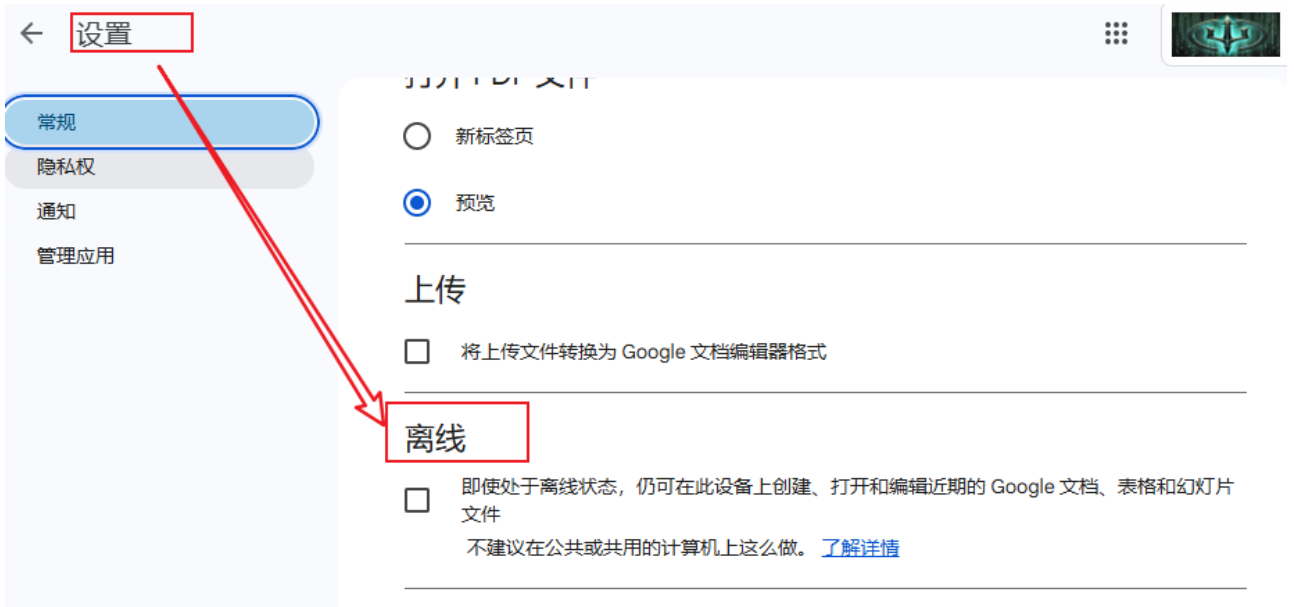 设置
常规
隐私权
通知
管理应用
打开 PDF 文件
新标签页
预览
上传
将上传文件转换为 Google 文档编辑器格式
离线
即使处于离线状态，仍可在此设备上创建、打开和编辑近期的 Google 文档、表格和幻灯片
文件
不建议在公共或共用的计算机上这么做。 了解详情